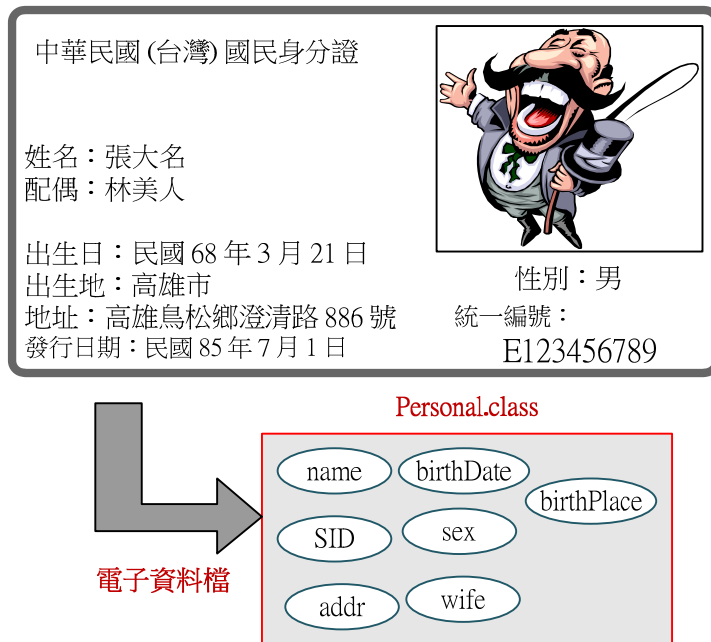 中華民國 (台灣) 國民身分證
姓名：張大名
配偶：林美人
出生日：民國 68 年 3 月 21 日
出生地：高雄市
地址：高雄鳥松鄉澄清路 886 號
發行日期：民國 85 年 7 月 1 日
性別：男
統一編號：
E123456789
Personal.class
name
birthDate
birthPlace
SID
sex
addr
wife
電子資料檔